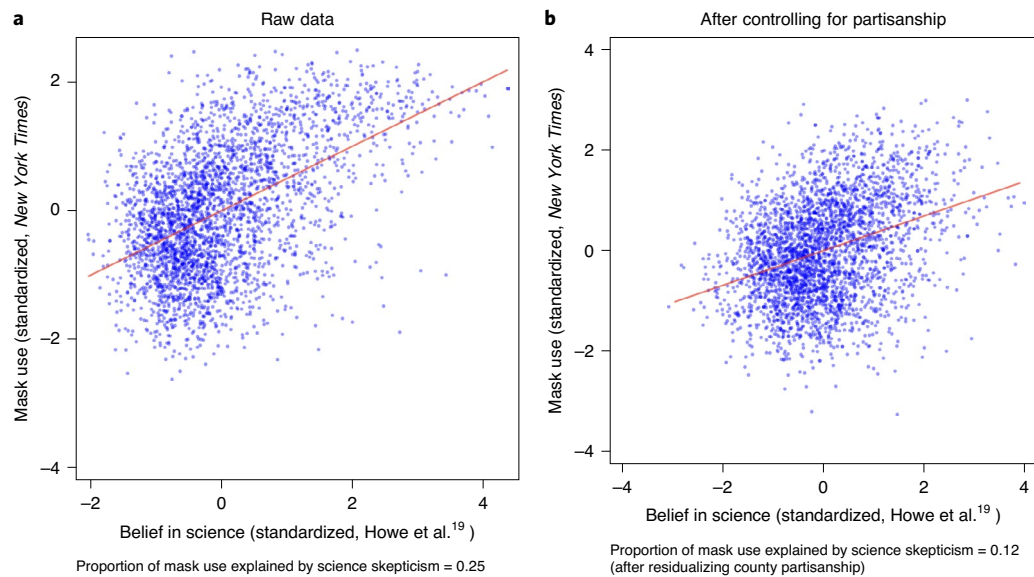 a
Raw data
2
0
−2
−4
Mask use (standardized, New York Times)
−2 0 2 4
Belief in science (standardized, Howe et al.19 )
Proportion of mask use explained by science skepticism = 0.25
b
After controlling for partisanship
4
2
0
−2
−4
Mask use (standardized, New York Times)
−4 −2 0 2 4
Belief in science (standardized, Howe et al.19 )
Proportion of mask use explained by science skepticism = 0.12
(after residualizing county partisanship)